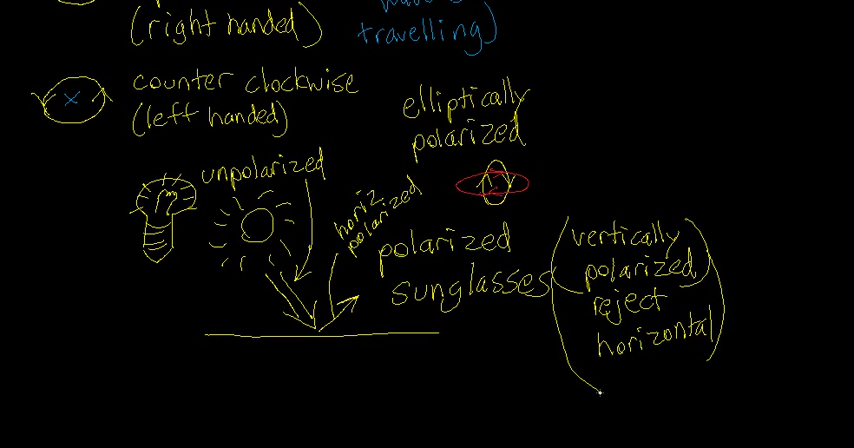 (right handed)
travelling)
x
counter clockwise
(left handed)
elliptically
polarized
unpolarized
horiz
polarized
polarized
sunglasses
(vertically
polarized)
reject
horizontal)